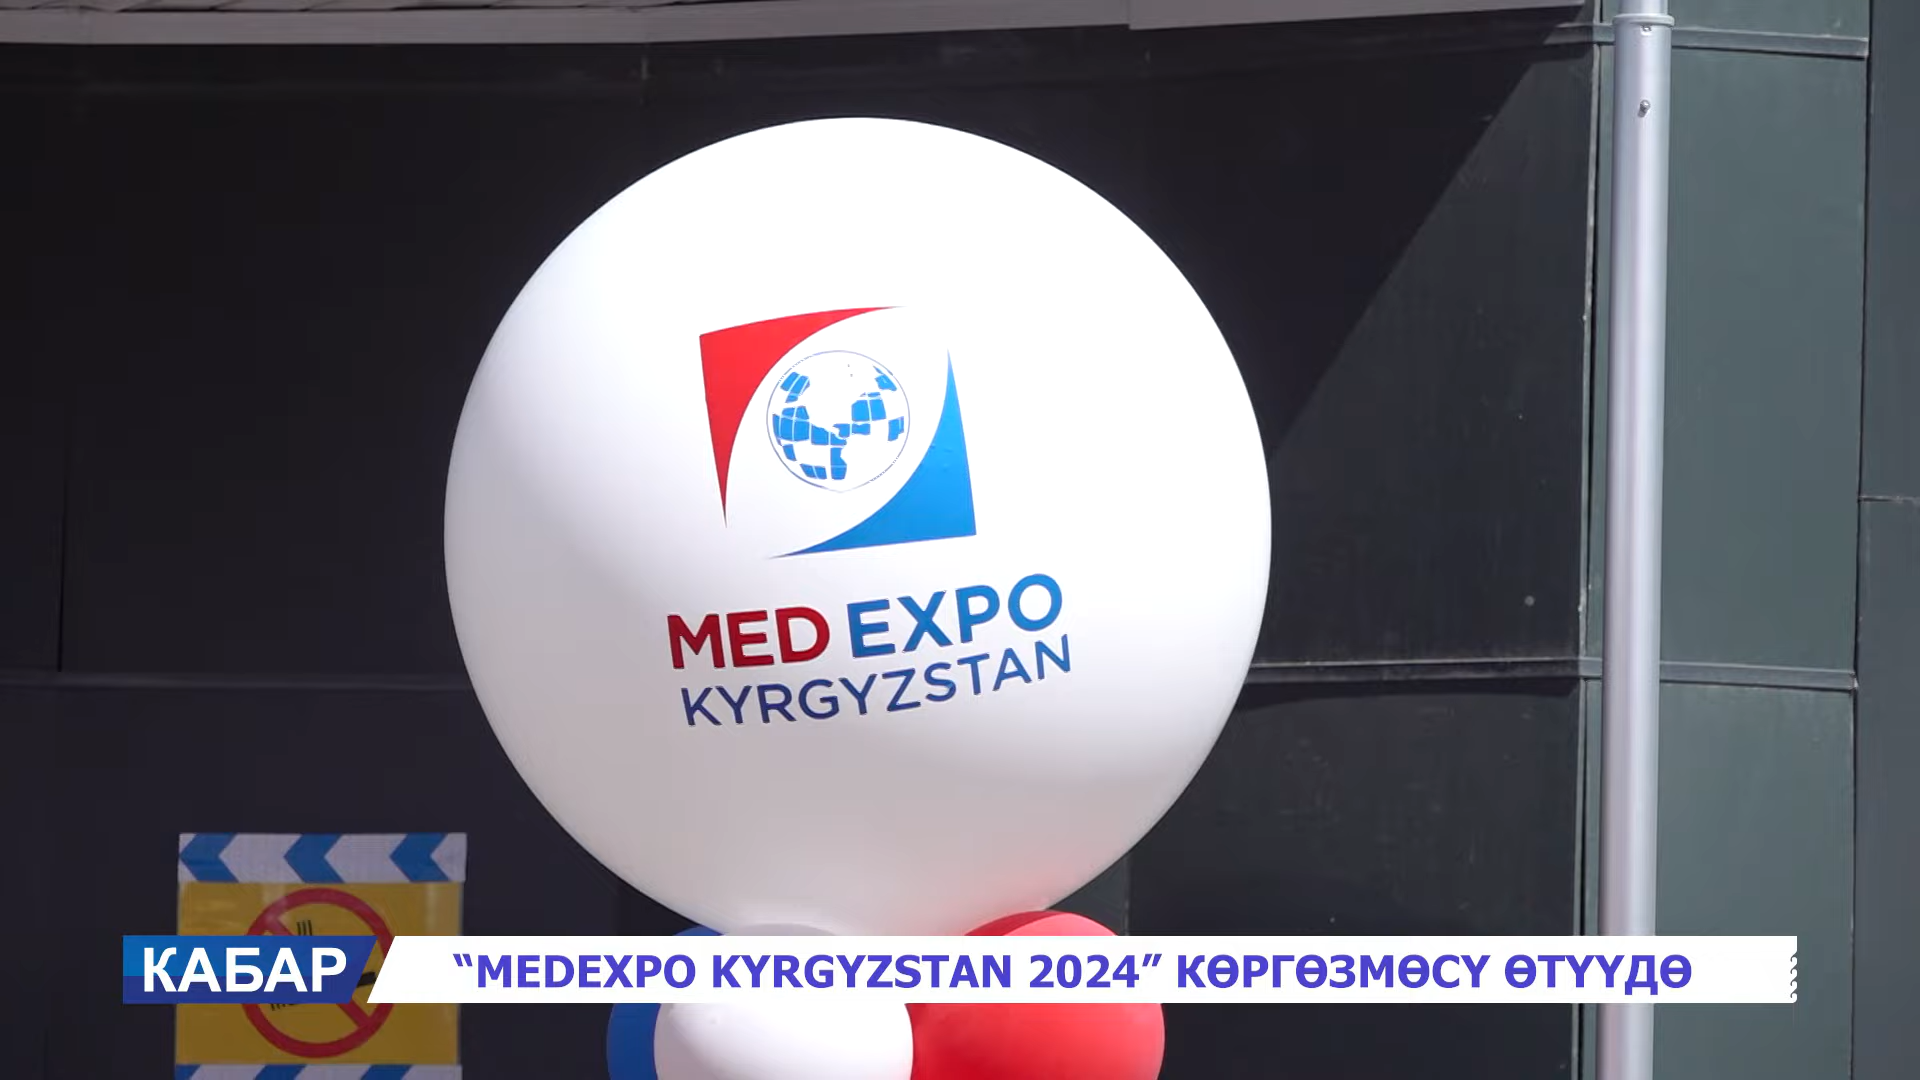 MED EXPO
KYRGYZSTAN
КАБАР
“MEDEXPO KYRGYZSTAN 2024” КӨРГӨЗМӨСҮ ӨТҮҮДӨ